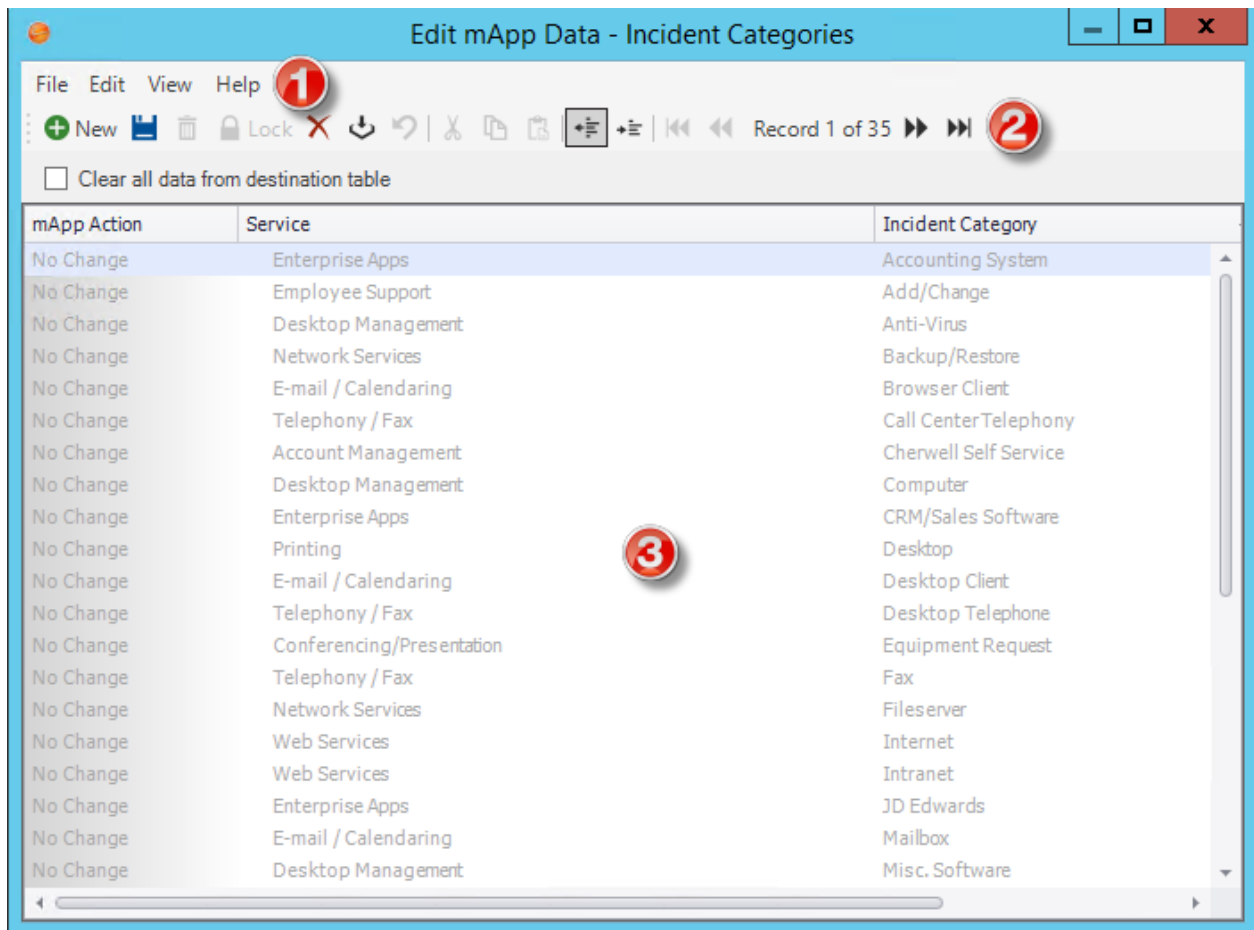 Edit mApp Data - Incident Categories
File Edit View Help 1
New Lock Record 1 of 35 2
Clear all data from destination table
mApp Action Service Incident Category
No Change Enterprise Apps Accounting System
No Change Employee Support Add/Change
No Change Desktop Management Anti-Virus
No Change Network Services Backup/Restore
No Change E-mail / Calendaring Browser Client
No Change Telephony / Fax Call Center Telephony
No Change Account Management Cherwell Self Service
No Change Desktop Management Computer
No Change Enterprise Apps CRM/Sales Software
No Change Printing 3 Desktop
No Change E-mail / Calendaring Desktop Client
No Change Telephony / Fax Desktop Telephone
No Change Conferencing/Presentation Equipment Request
No Change Telephony / Fax Fax
No Change Network Services Fileserver
No Change Web Services Internet
No Change Web Services Intranet
No Change Enterprise Apps JD Edwards
No Change E-mail / Calendaring Mailbox
No Change Desktop Management Misc. Software